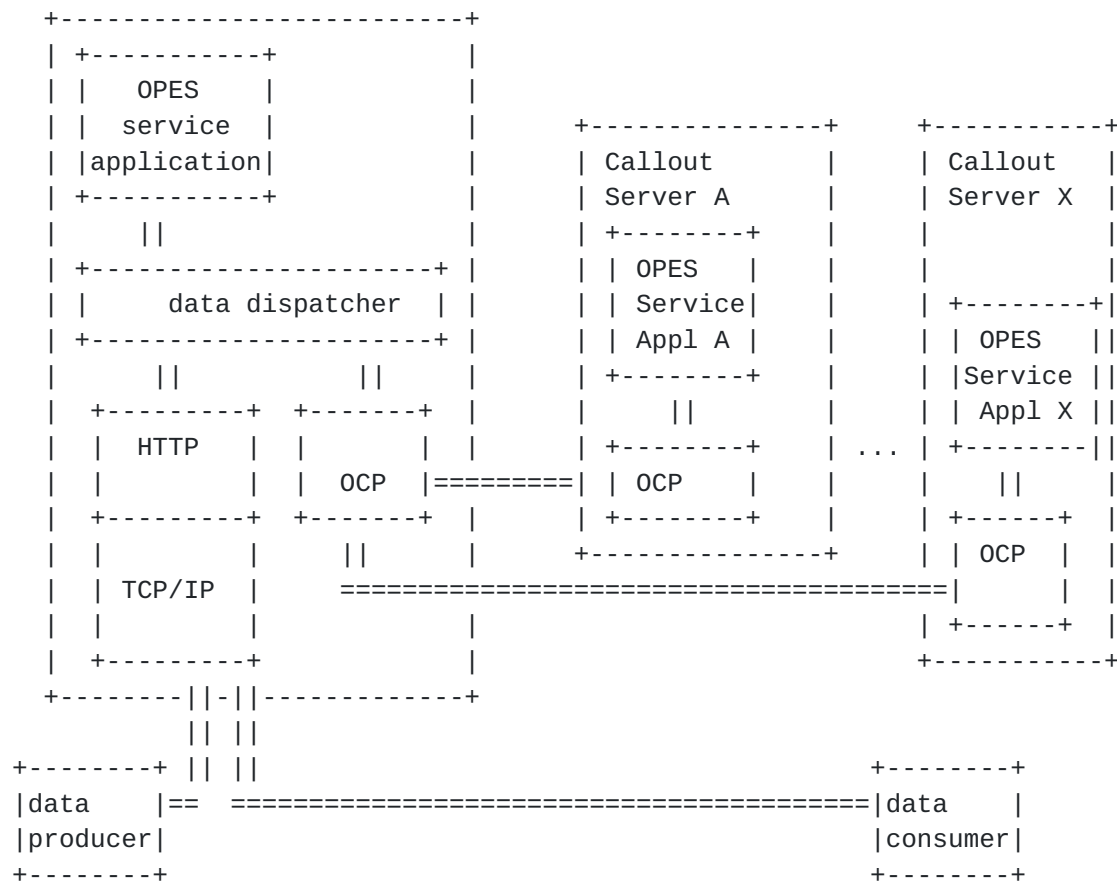 OPES
service
application
Callout
Server A
Callout
Server X
OPES
Service
Appl A
data dispatcher
OPES
Service
Appl X
HTTP
OCP
OCP
...
OCP
TCP/IP
data
producer
data
consumer